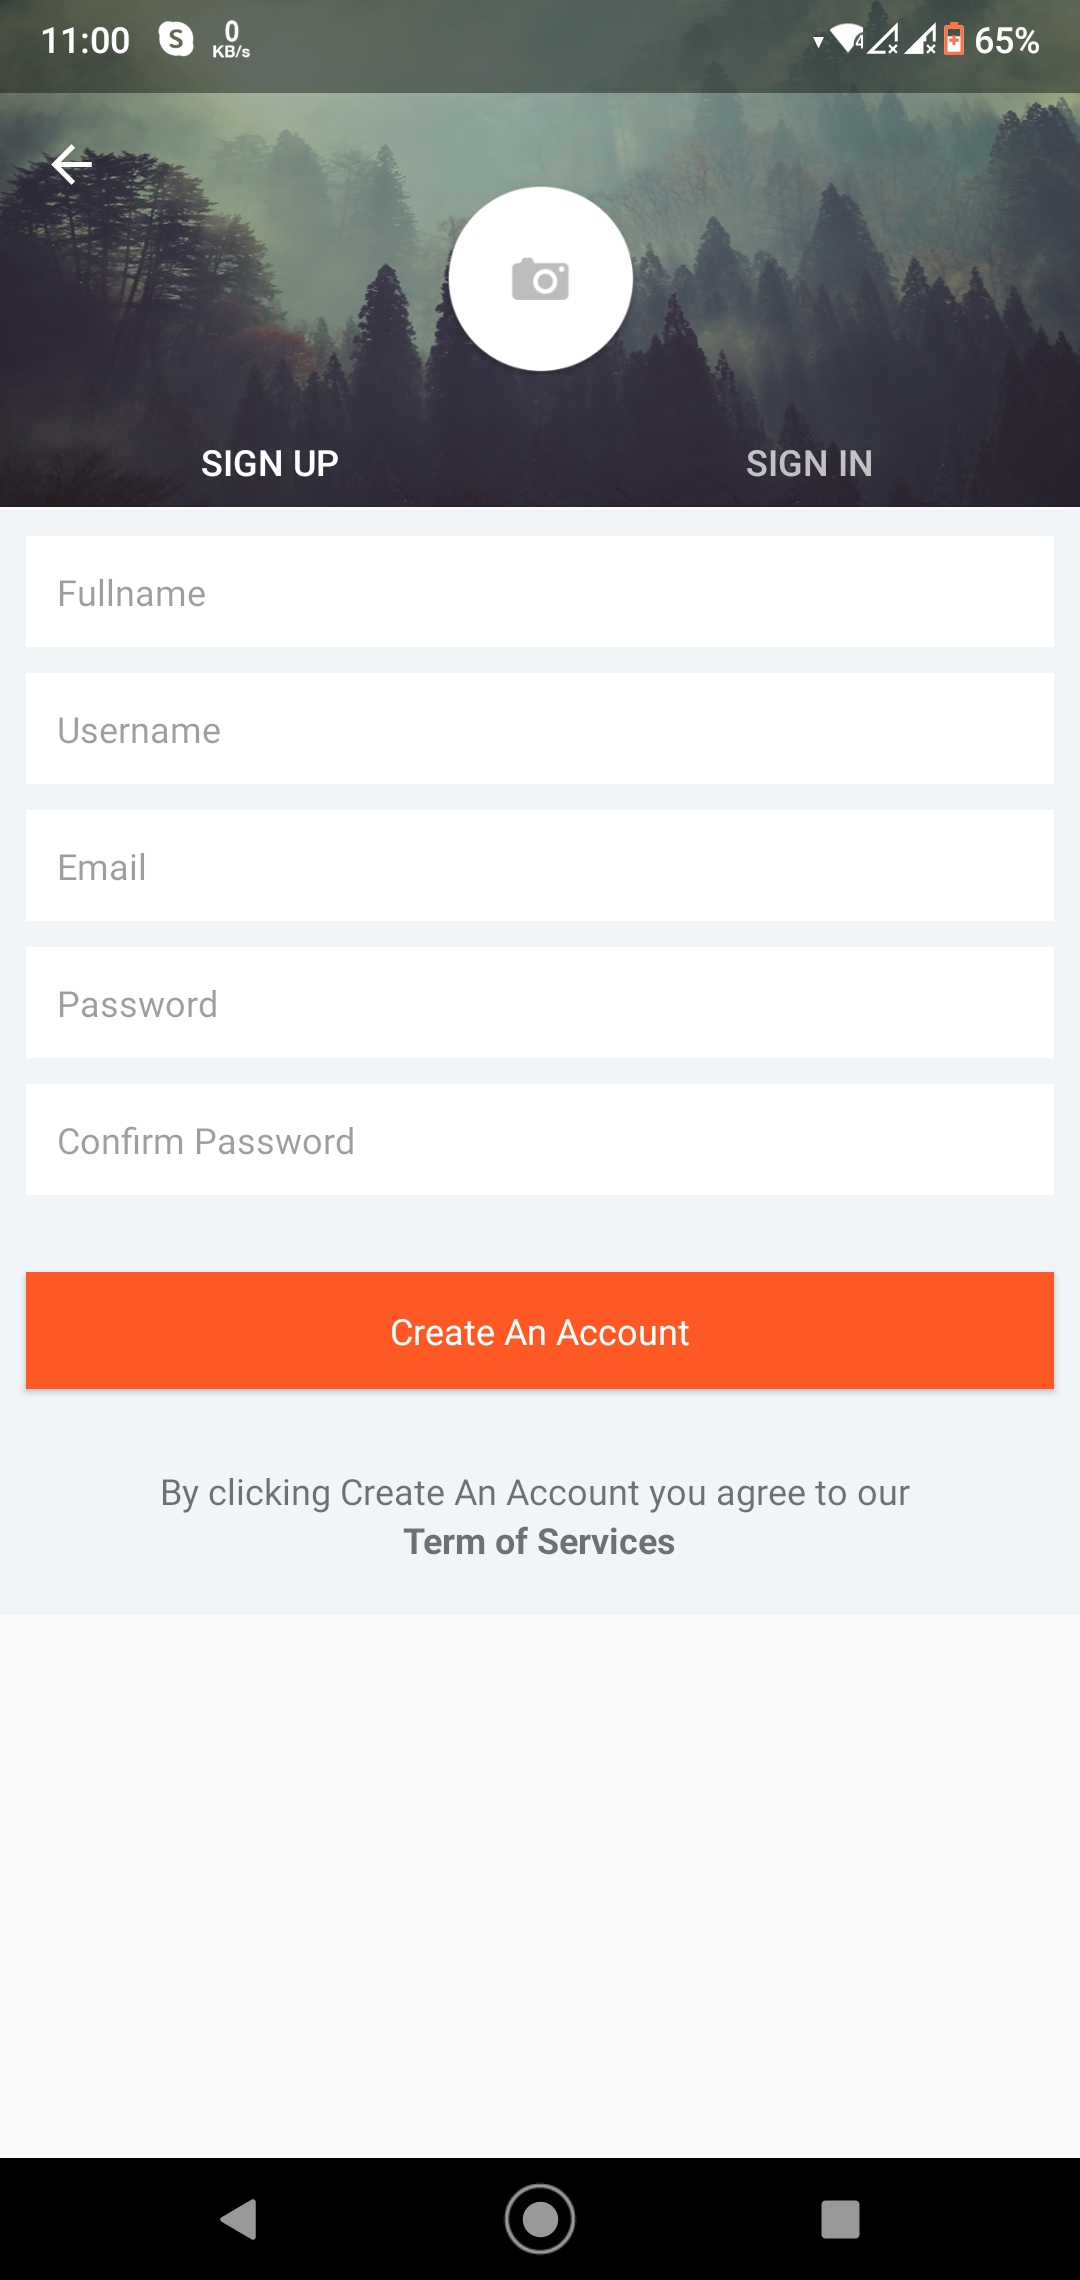 11:00 S 0 KB/s 4 65%
SIGN UP SIGN IN
Fullname
Username
Email
Password
Confirm Password
Create An Account
By clicking Create An Account you agree to our
Term of Services